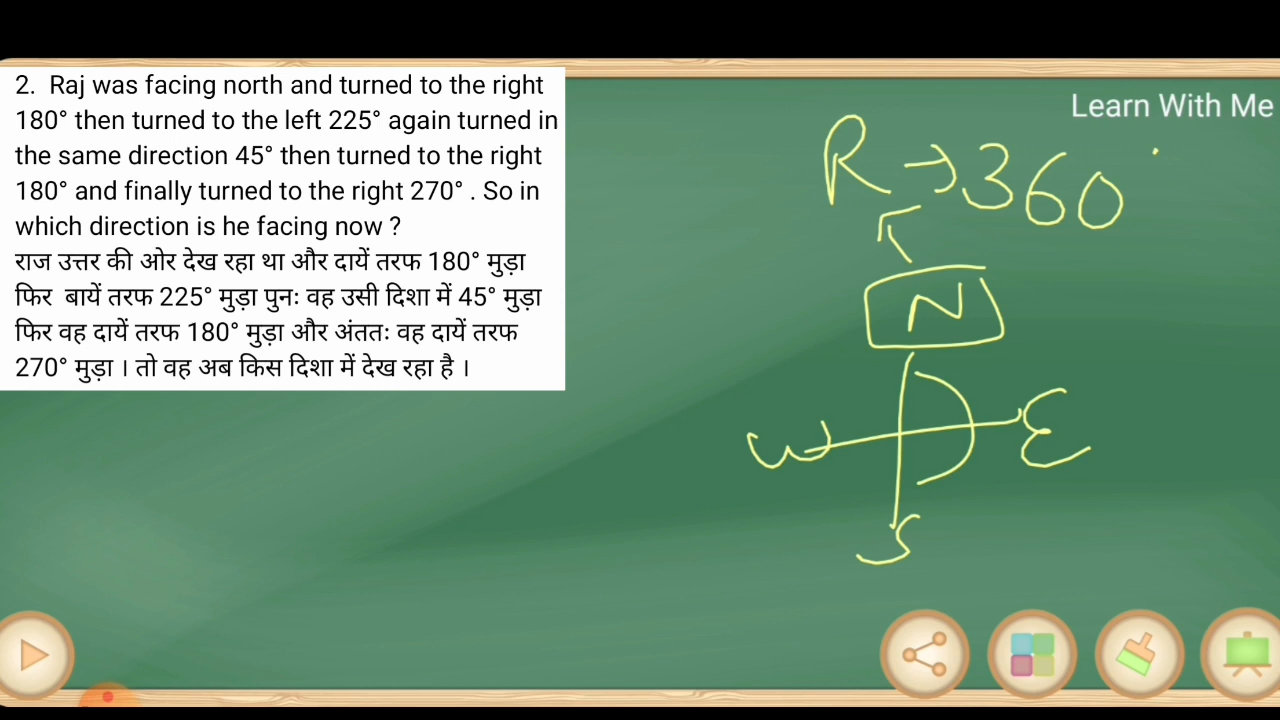 2. Raj was facing north and turned to the right
180° then turned to the left 225° again turned in
the same direction 45° then turned to the right
180° and finally turned to the right 270° . So in
which direction is he facing now ?
राज उत्तर की ओर देख रहा था और दायें तरफ 180° मुड़ा
फिर बायें तरफ 225° मुड़ा पुनः वह उसी दिशा में 45° मुड़ा
फिर वह दायें तरफ 180° मुड़ा और अंततः वह दायें तरफ
270° मुड़ा । तो वह अब किस दिशा में देख रहा है ।
Learn With Me
R → 360°
N
W E
S